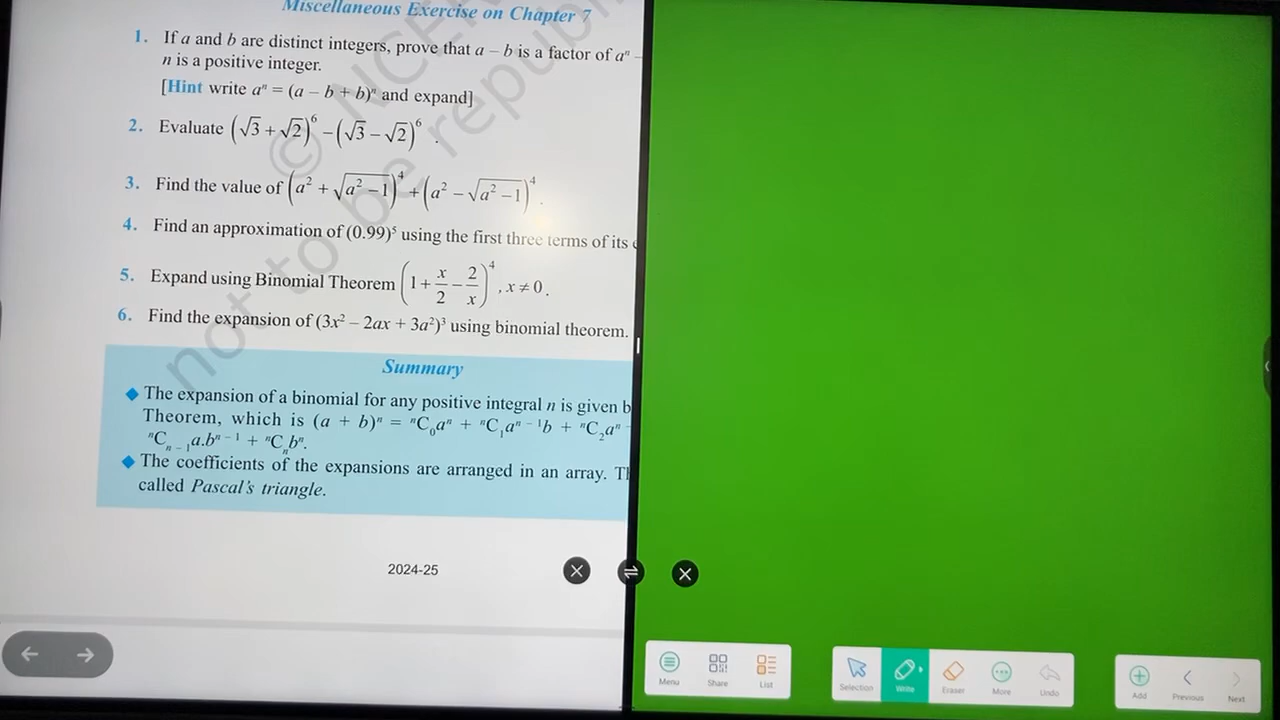 Miscellaneous Exercise on Chapter 7
1. If a and b are distinct integers, prove that a – b is a factor of aⁿ –
n is a positive integer.
[Hint write aⁿ = (a – b + b)ⁿ and expand]
2. Evaluate (√3 + √2)⁶ – (√3 – √2)⁶ .
3. Find the value of (a² + √(a² – 1))⁴ + (a² – √(a² – 1))⁴ .
4. Find an approximation of (0.99)⁵ using the first three terms of its
5. Expand using Binomial Theorem (1 + x/2 – 2/x)⁴ , x ≠ 0 .
6. Find the expansion of (3x² – 2ax + 3a²)³ using binomial theorem.
Summary
◆ The expansion of a binomial for any positive integral n is given b
Theorem, which is (a + b)ⁿ = ⁿC₀aⁿ + ⁿC₁aⁿ ⁻ ¹b + ⁿC₂aⁿ ⁻
ⁿCₙ ₋ ₁a.bⁿ ⁻ ¹ + ⁿCₙbⁿ.
◆ The coefficients of the expansions are arranged in an array. Th
called Pascal's triangle.
2024-25
© NCER
not to be republi
Menu
Share
List
Selection
Write
Eraser
More
Undo
Add
Previous
Next